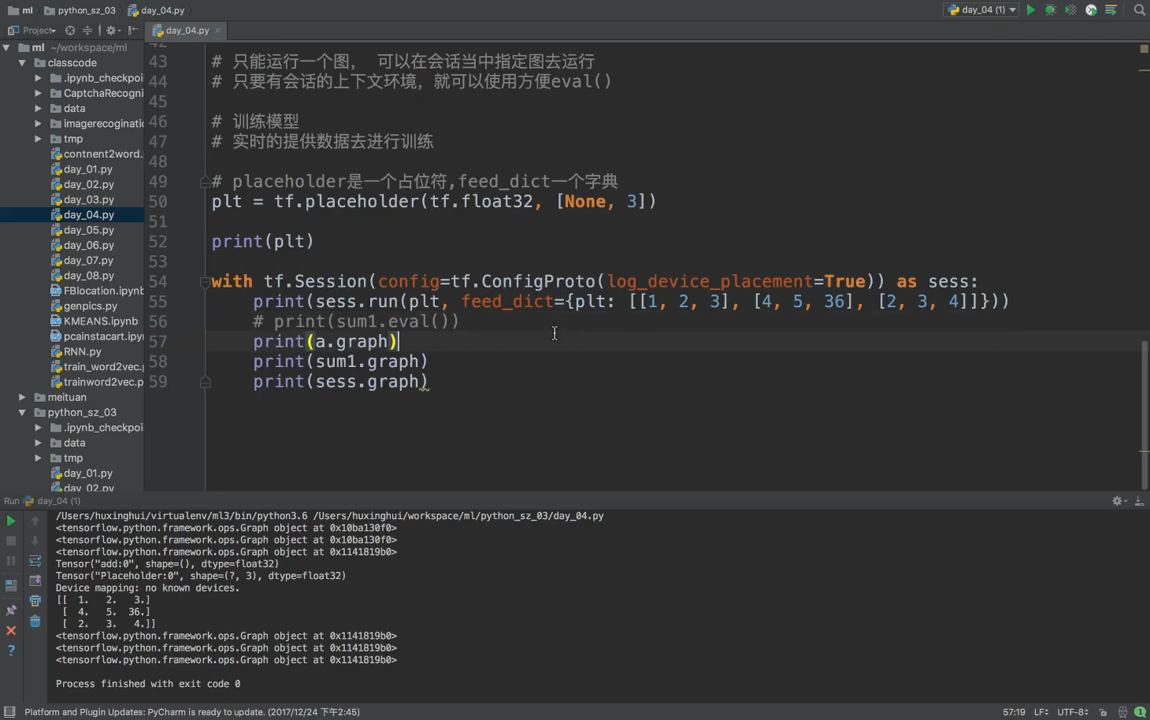 ml python_sz_03 day_04.py day_04 (1)
Project day_04.py
ml ~/workspace/ml
classcode
.ipynb_checkpoi
CaptchaRecogni
data
imagerecogination
tmp
contnent2word.
day_01.py
day_02.py
day_03.py
day_04.py
day_05.py
day_06.py
day_07.py
day_08.py
FBlocation.ipynb
genpics.py
KMEANS.ipynb
pcainstacart.ipyn
RNN.py
train_word2vec.p
trainword2vec.py
meituan
python_sz_03
.ipynb_checkpoi
data
tmp
day_01.py
day_02.py
42
43 # 只能运行一个图， 可以在会话当中指定图去运行
44 # 只要有会话的上下文环境，就可以使用方便eval()
45
46 # 训练模型
47 # 实时的提供数据去进行训练
48
49 # placeholder是一个占位符,feed_dict一个字典
50 plt = tf.placeholder(tf.float32, [None, 3])
51
52 print(plt)
53
54 with tf.Session(config=tf.ConfigProto(log_device_placement=True)) as sess:
55 print(sess.run(plt, feed_dict={plt: [[1, 2, 3], [4, 5, 36], [2, 3, 4]]}))
56 # print(sum1.eval())
57 print(a.graph)
58 print(sum1.graph)
59 print(sess.graph)
Run day_04 (1)
/Users/huxinghui/virtualenv/ml3/bin/python3.6 /Users/huxinghui/workspace/ml/python_sz_03/day_04.py
<tensorflow.python.framework.ops.Graph object at 0x10ba130f0>
<tensorflow.python.framework.ops.Graph object at 0x10ba130f0>
<tensorflow.python.framework.ops.Graph object at 0x1141819b0>
Tensor("add:0", shape=(), dtype=float32)
Tensor("Placeholder:0", shape=(?, 3), dtype=float32)
Device mapping: no known devices.
[[ 1. 2. 3.]
[ 4. 5. 36.]
[ 2. 3. 4.]]
<tensorflow.python.framework.ops.Graph object at 0x1141819b0>
<tensorflow.python.framework.ops.Graph object at 0x1141819b0>
<tensorflow.python.framework.ops.Graph object at 0x1141819b0>
Process finished with exit code 0
Platform and Plugin Updates: PyCharm is ready to update. (2017/12/24 下午2:45) 57:19 LF÷ UTF-8÷ 1